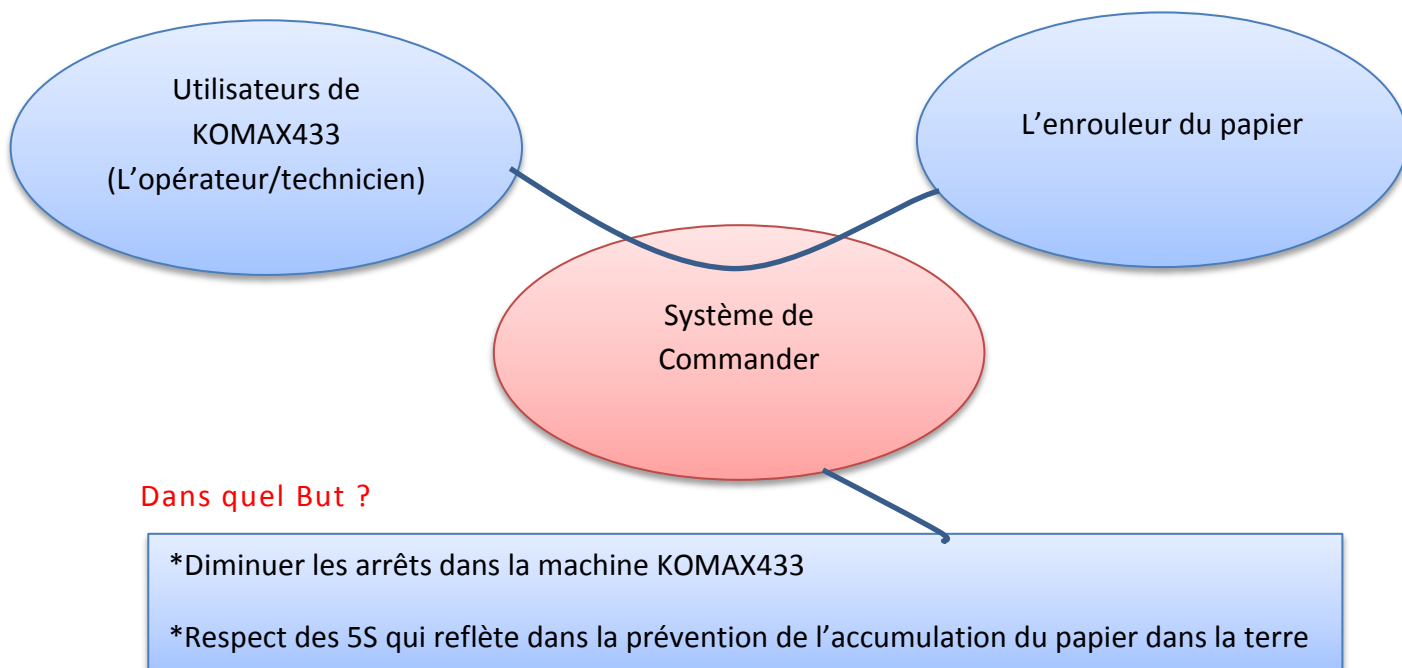 Utilisateurs de
KOMAX433
(L’opérateur/technicien)
L’enrouleur du papier
Système de
Commander
Dans quel But ?
*Diminuer les arrêts dans la machine KOMAX433
*Respect des 5S qui reflète dans la prévention de l’accumulation du papier dans la terre